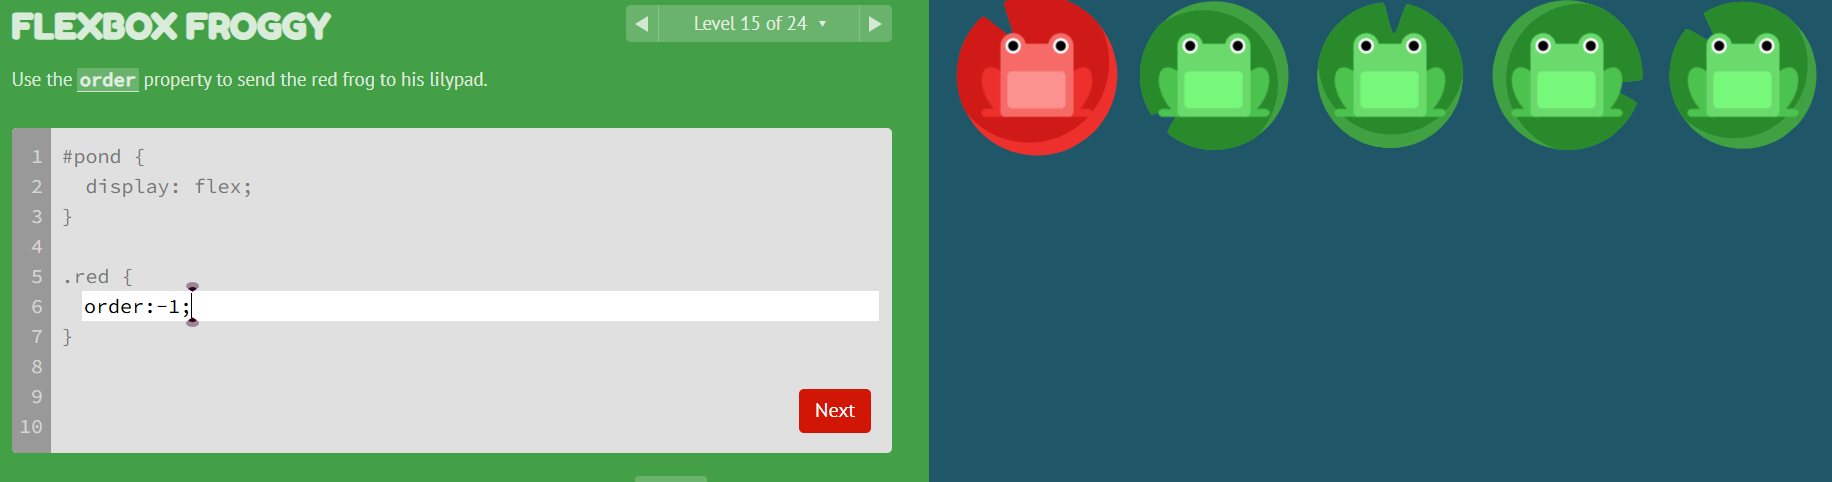 FLEXBOX FROGGY
Level 15 of 24
Use the order property to send the red frog to his lilypad.
1 #pond {
2 display: flex;
3 }
4
5 .red {
6 order:-1;
7 }
8
9
10
Next